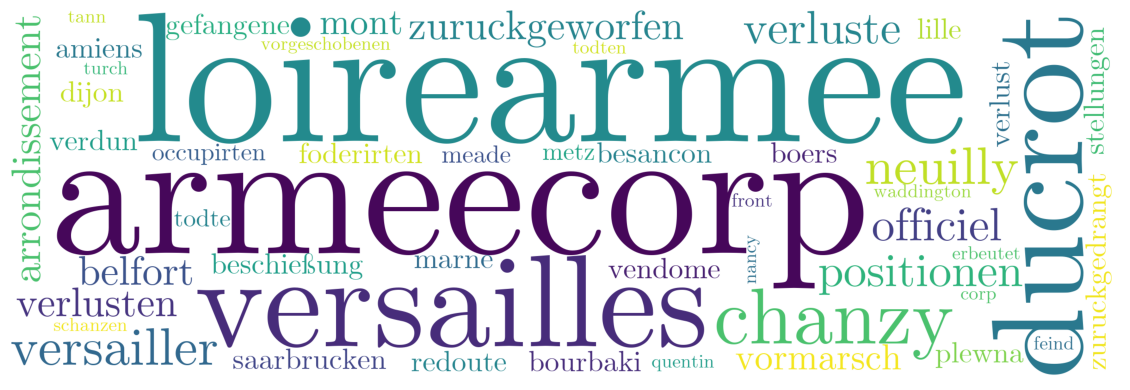 tann
gefangene● mont zuruckgeworfen verluste lille
amiens vorgeschobenen todten
turch loirearmee verlust stellungen
dijon
arrondissement
verdun occupirten foderirten meade metz besancon boers neuilly
waddington
armeecorp front ducrot
todte officiel
nancy erbeutet
belfort beschießung marne vendome positionen zuruckgedrangt
corp
verlusten versailles chanzy
schanzen
versailler saarbrucken redoute bourbaki quentin vormarsch plewna feind